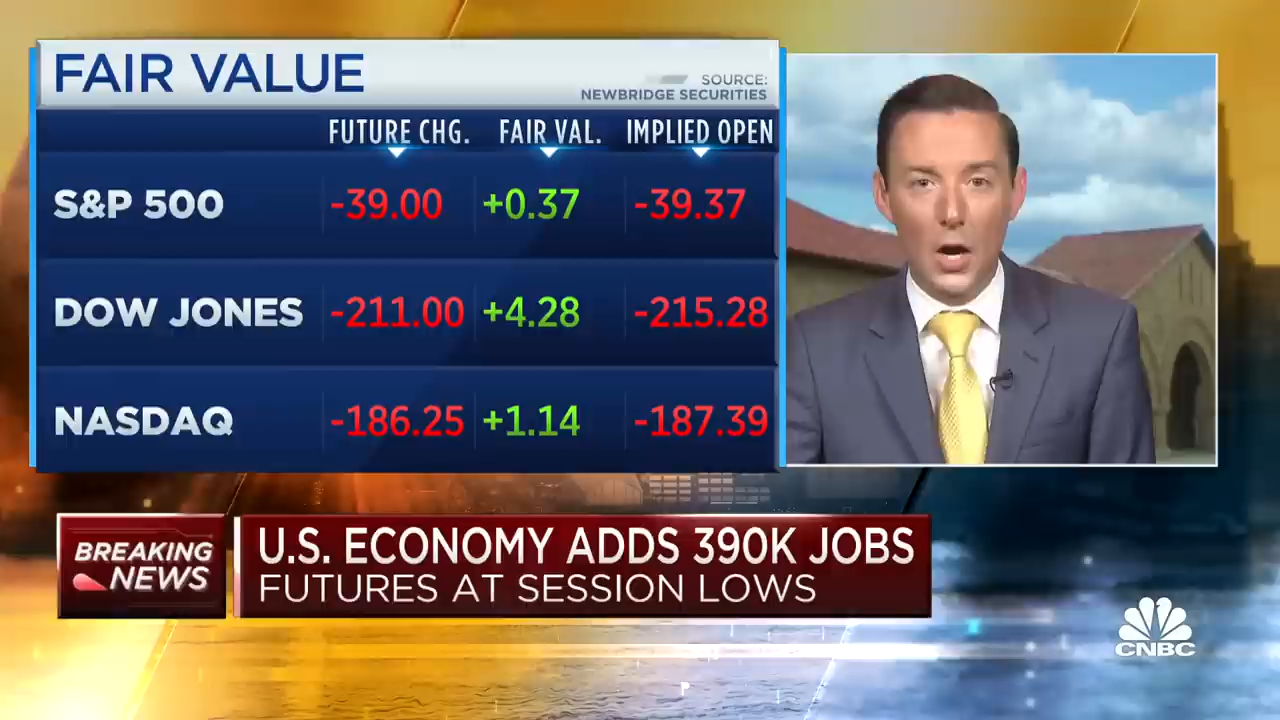 FAIR VALUE
SOURCE:
NEWBRIDGE SECURITIES
FUTURE CHG. FAIR VAL. IMPLIED OPEN
S&P 500 -39.00 +0.37 -39.37
DOW JONES -211.00 +4.28 -215.28
NASDAQ -186.25 +1.14 -187.39
BREAKING
NEWS
U.S. ECONOMY ADDS 390K JOBS
FUTURES AT SESSION LOWS
CNBC